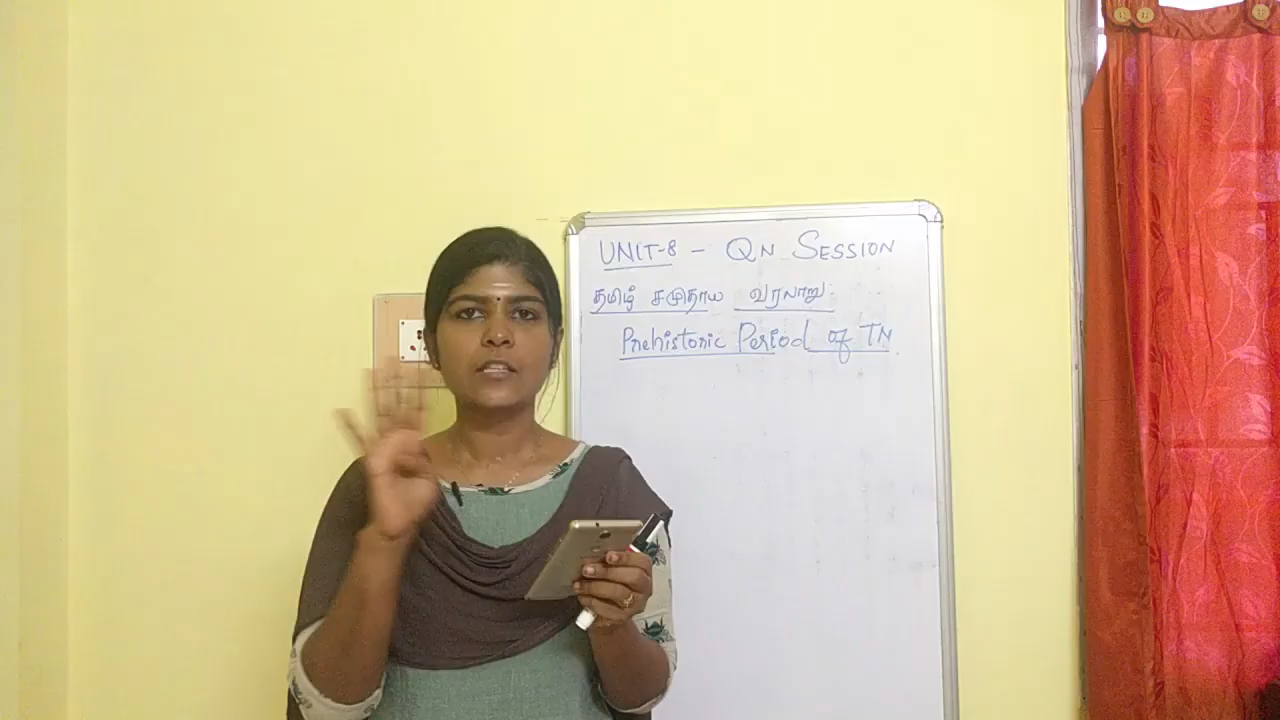 UNIT-8 - QN SESSION
தமிழ் சமுதாய வரலாறு
Prehistoric Period of TN